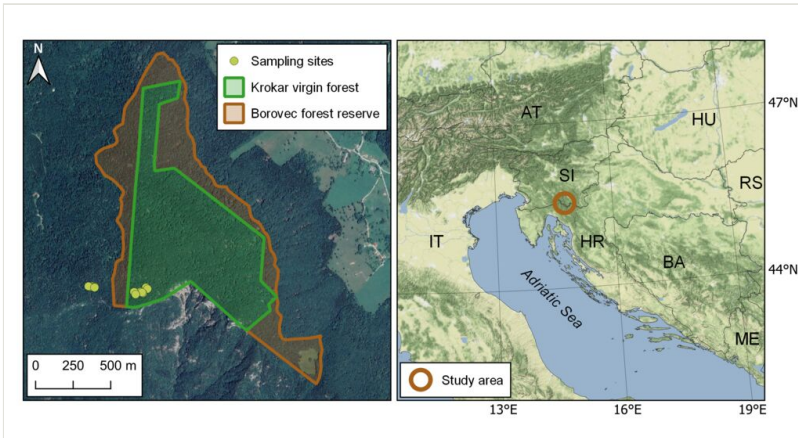 N
Sampling sites
Krokar virgin forest
Borovec forest reserve
0 250 500 m
AT
HU
SI
RS
IT
HR
BA
Adriatic Sea
ME
Study area
47°N
44°N
13°E 16°E 19°E